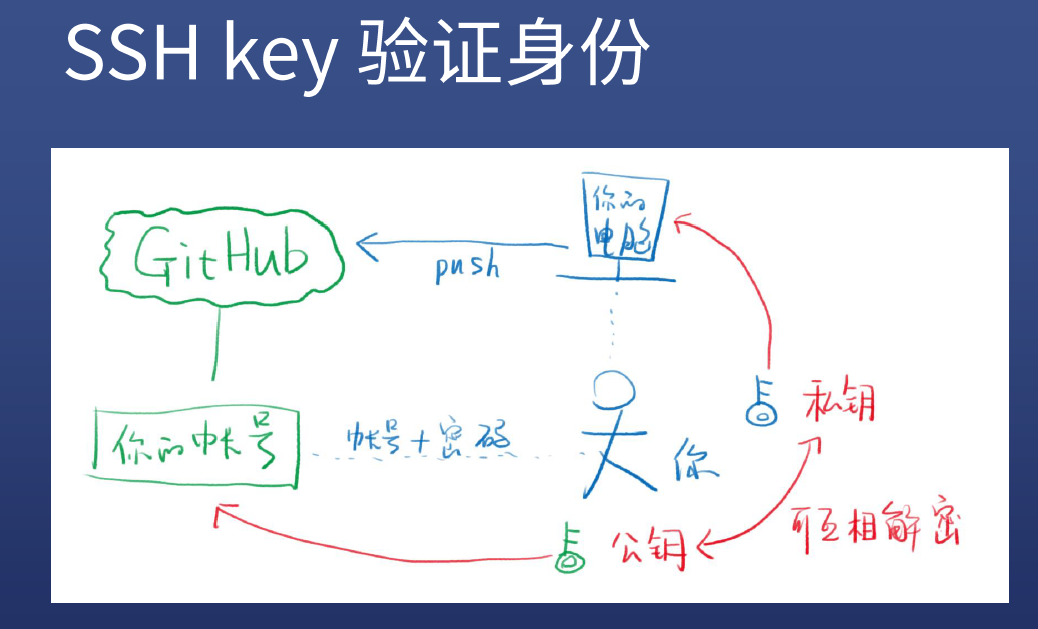 SSH key 验证身份
你的
电脑
GitHub
push
私钥
你的帐号
帐号+密码
你
可互相解密
公钥